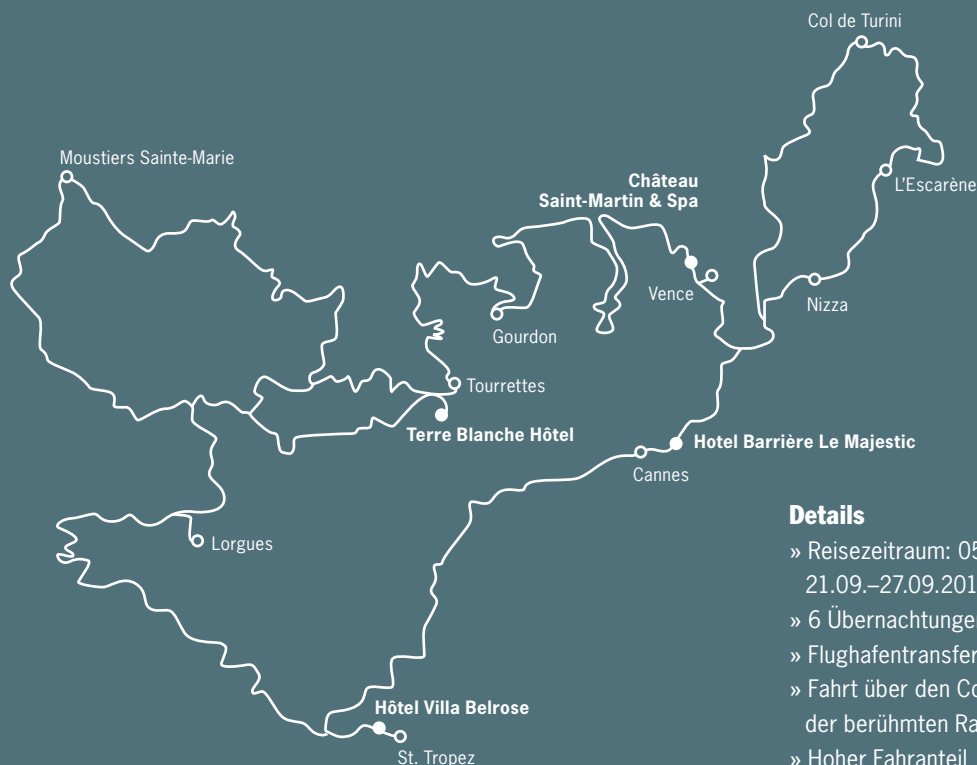 Col de Turini
Moustiers Sainte-Marie
Château
Saint-Martin & Spa
L'Escarène
Vence
Nizza
Gourdon
Tourrettes
Terre Blanche Hôtel
Hotel Barrière Le Majestic
Cannes
Lorgues
Hôtel Villa Belrose
St. Tropez
Details
» Reisezeitraum: 05
21.09.–27.09.201
» 6 Übernachtunge
» Flughafentransfer
» Fahrt über den Co
der berühmten Ra
» Hoher Fahranteil